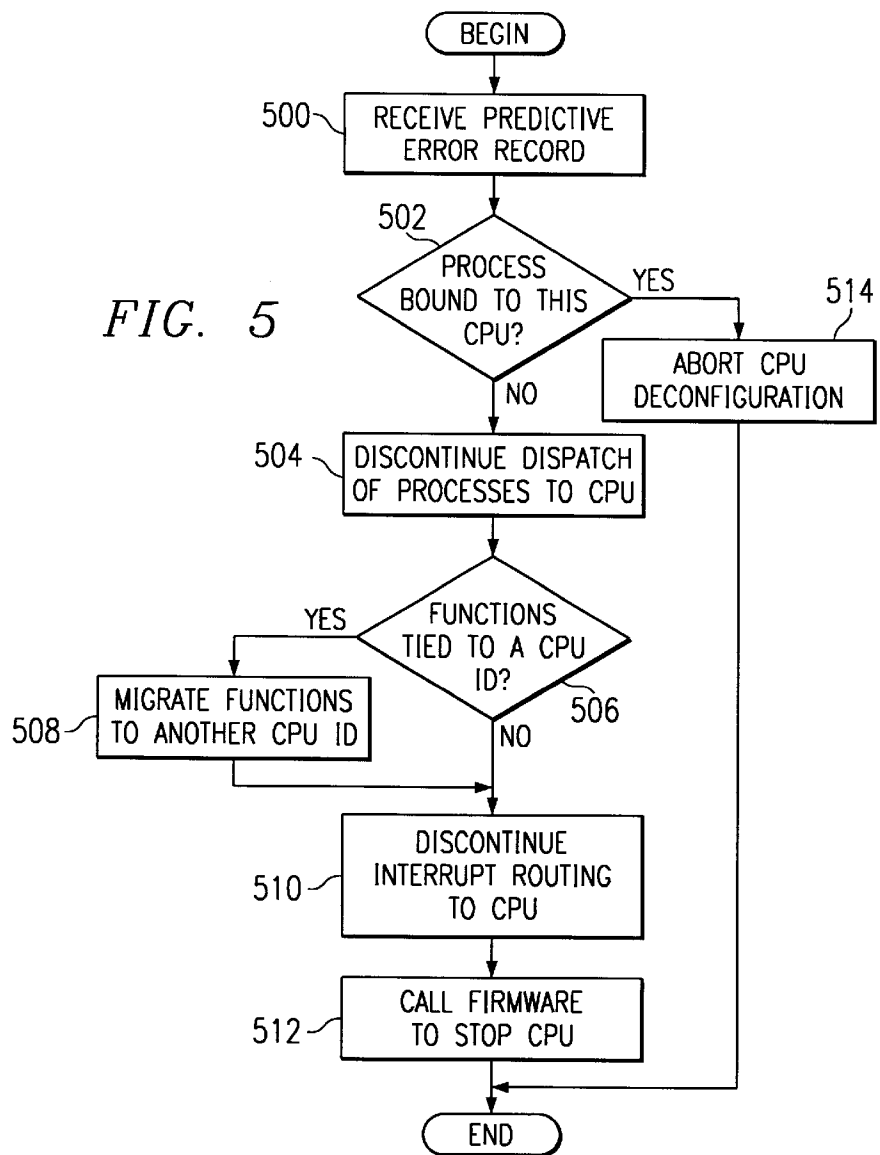 BEGIN
500
RECEIVE PREDICTIVE
ERROR RECORD
502
PROCESS
BOUND TO THIS
CPU?
YES
NO
FIG. 5
514
ABORT CPU
DECONFIGURATION
504
DISCONTINUE DISPATCH
OF PROCESSES TO CPU
YES
FUNCTIONS
TIED TO A CPU
ID?
506
NO
508
MIGRATE FUNCTIONS
TO ANOTHER CPU ID
510
DISCONTINUE
INTERRUPT ROUTING
TO CPU
512
CALL FIRMWARE
TO STOP CPU
END